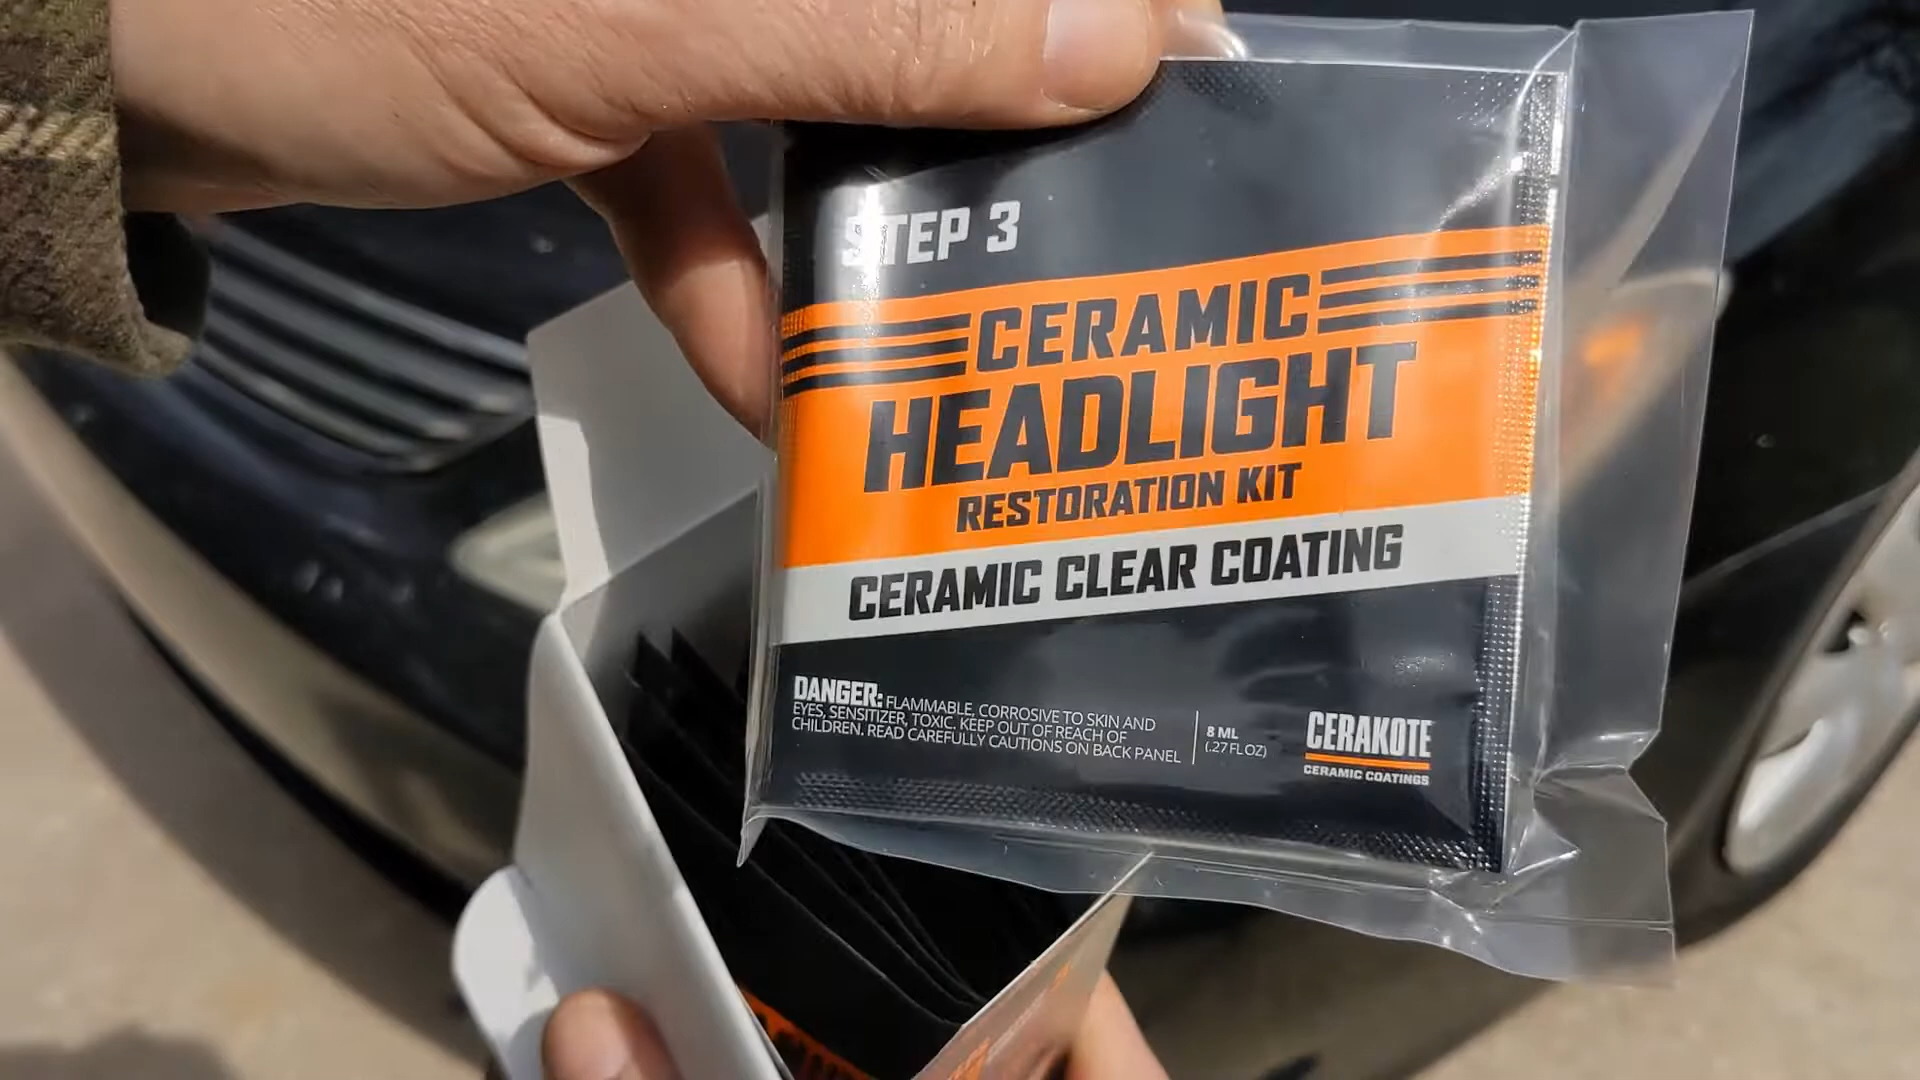 STEP 3
CERAMIC
HEADLIGHT
RESTORATION KIT
CERAMIC CLEAR COATING
DANGER: FLAMMABLE, CORROSIVE TO SKIN AND
EYES, SENSITIZER, TOXIC. KEEP OUT OF REACH OF
CHILDREN. READ CAREFULLY CAUTIONS ON BACK PANEL
8 ML
(.27 FL OZ)
CERAKOTE
CERAMIC COATINGS